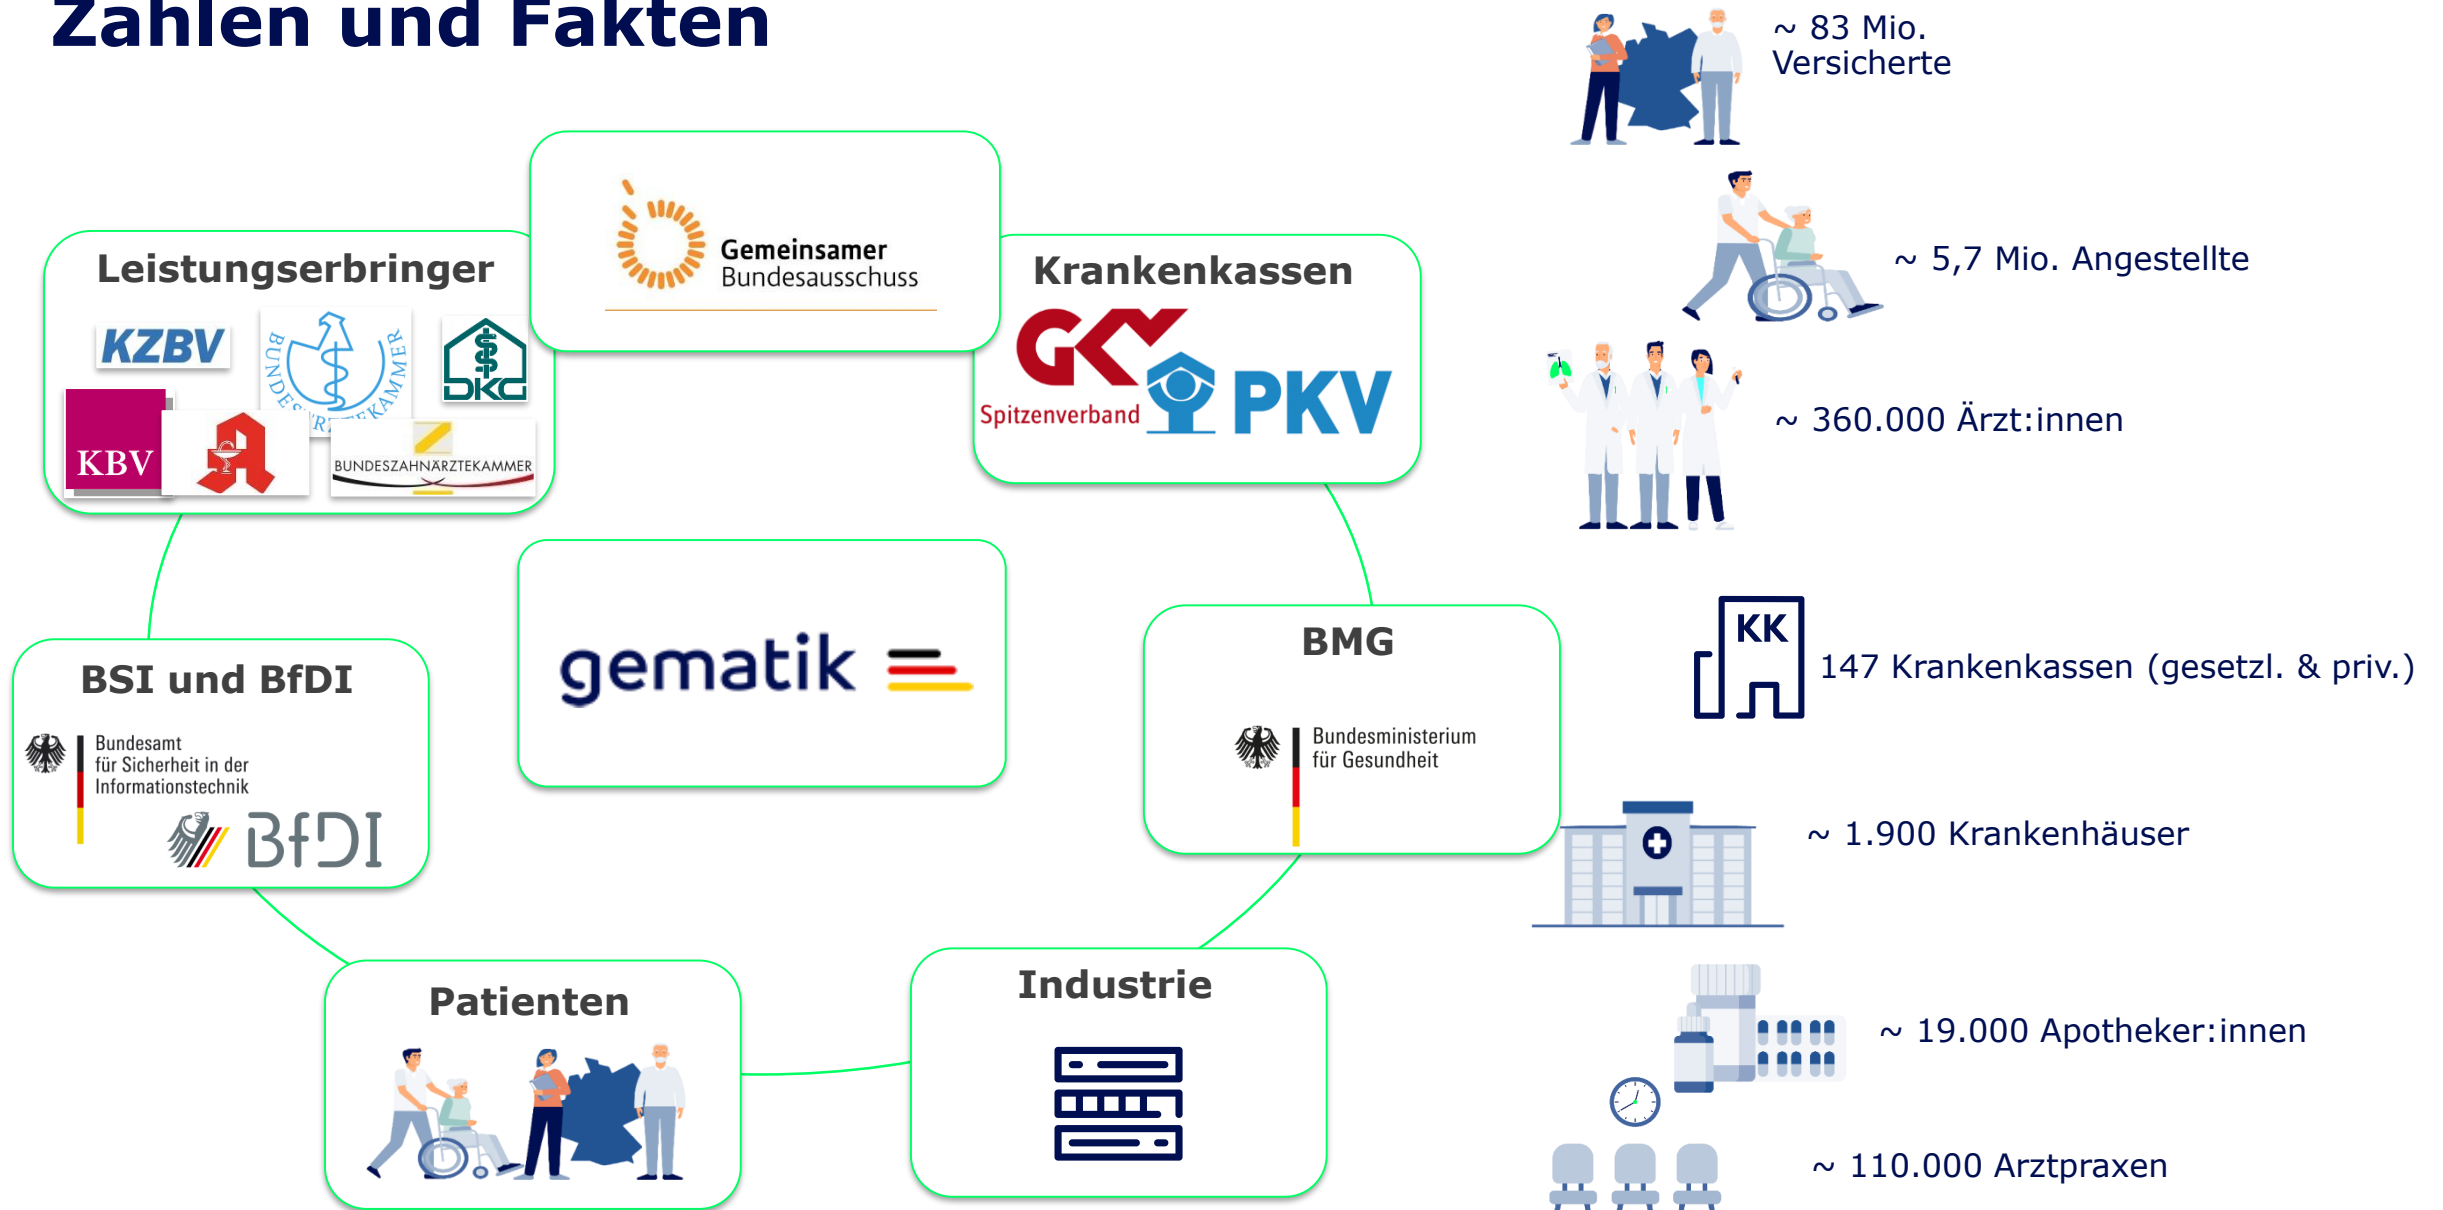 Zahlen und Fakten
Gemeinsamer
Bundesausschuss
Leistungserbringer
KZBV
BUNDESÄRZTEKAMMER
DKG
KBV
A
BUNDESZAHNÄRZTEKAMMER
Krankenkassen
GKV
Spitzenverband
PKV
gematik
BSI und BfDI
Bundesamt
für Sicherheit in der
Informationstechnik
BfDI
BMG
Bundesministerium
für Gesundheit
Patienten
Industrie
~ 83 Mio.
Versicherte
~ 5,7 Mio. Angestellte
~ 360.000 Ärzt:innen
KK
147 Krankenkassen (gesetzl. & priv.)
~ 1.900 Krankenhäuser
~ 19.000 Apotheker:innen
~ 110.000 Arztpraxen